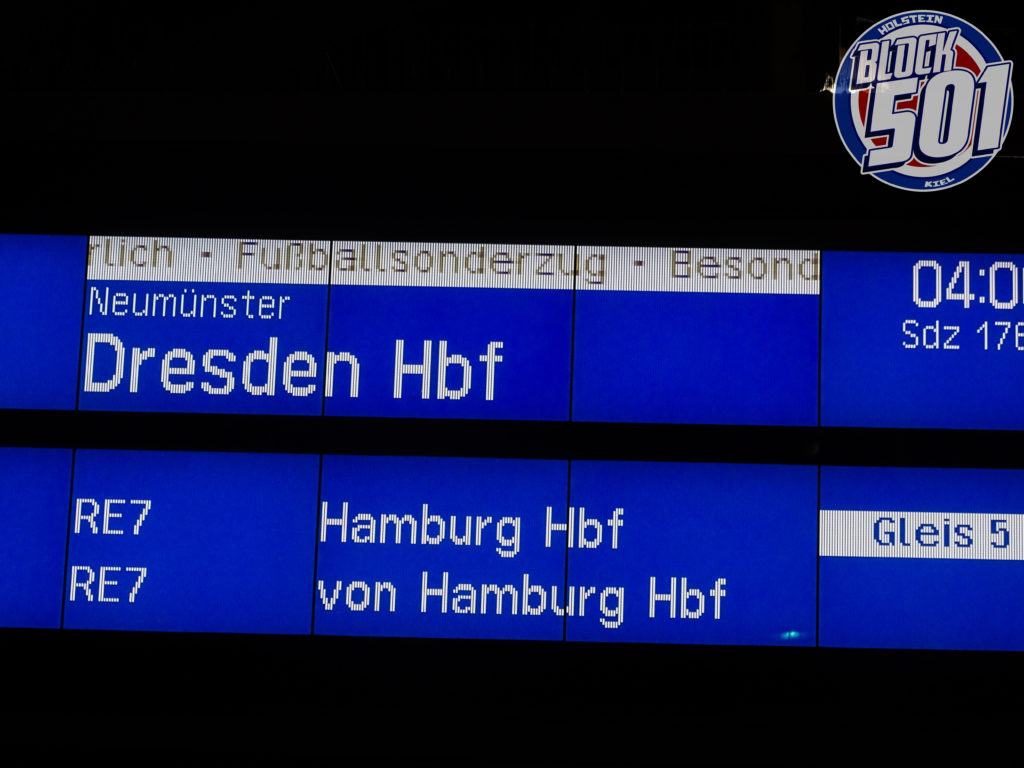 HOLSTEIN
BLOCK
501
KIEL
rlich - Fußballsonderzug - Besond
Neumünster
Dresden Hbf
04:0
Sdz 176
RE7 Hamburg Hbf Gleis 5
RE7 von Hamburg Hbf